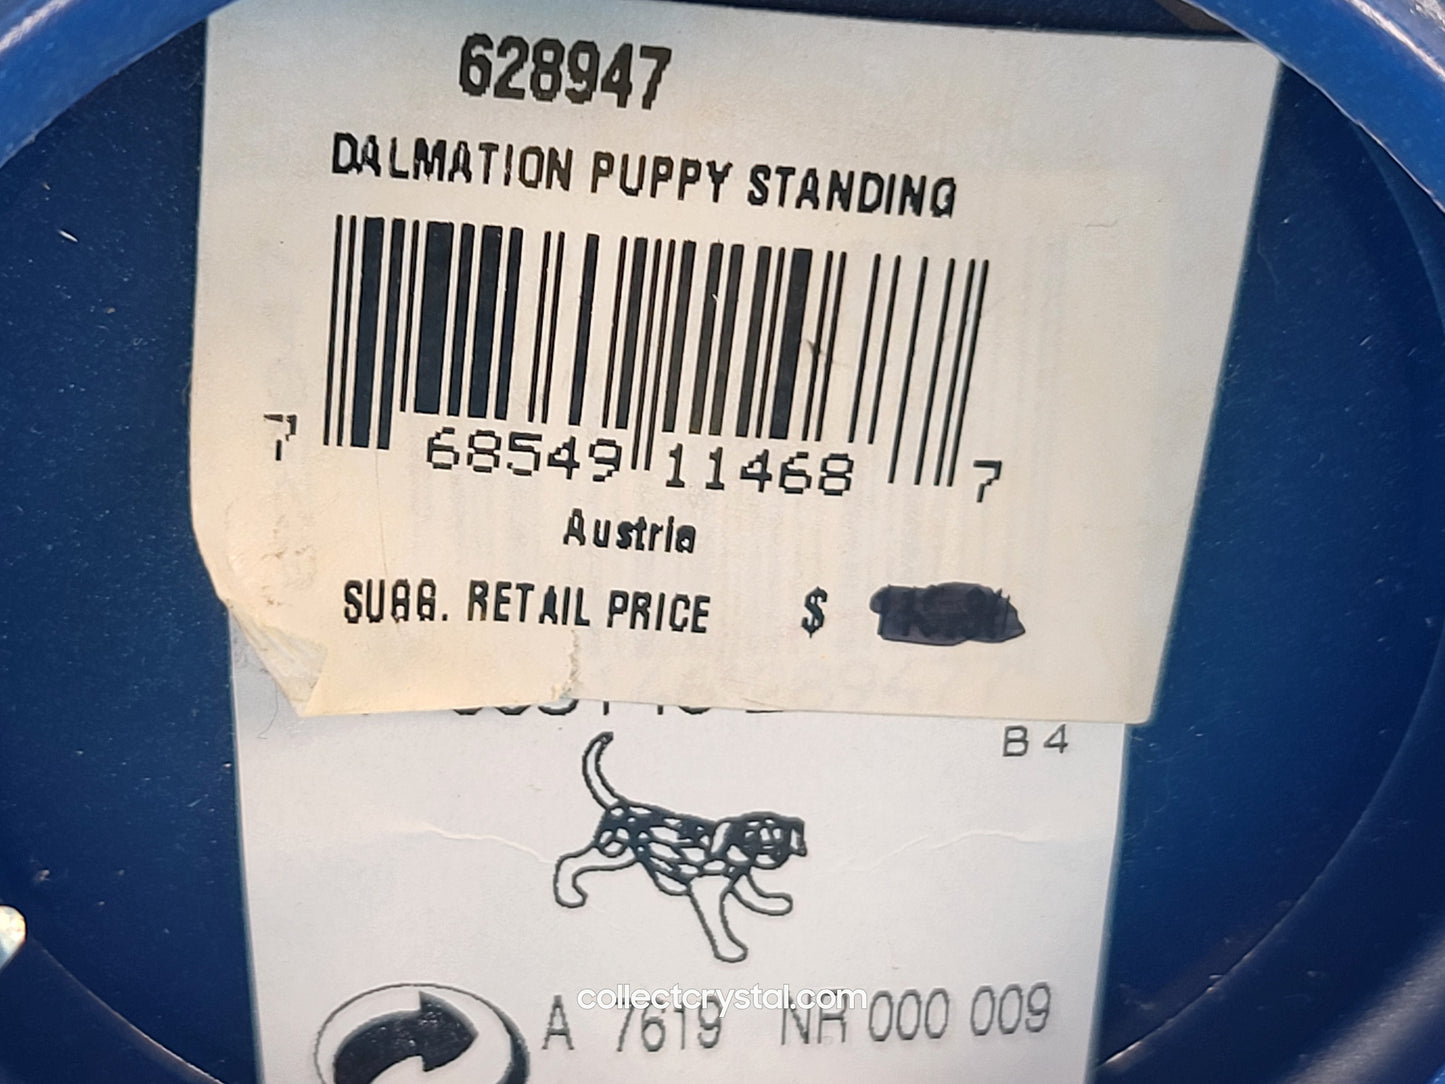 628947
DALMATION PUPPY STANDING
7 68549 11468 7
Austria
SUGG. RETAIL PRICE $
B 4
collectcrystal.com
A 7619 NR 000 009